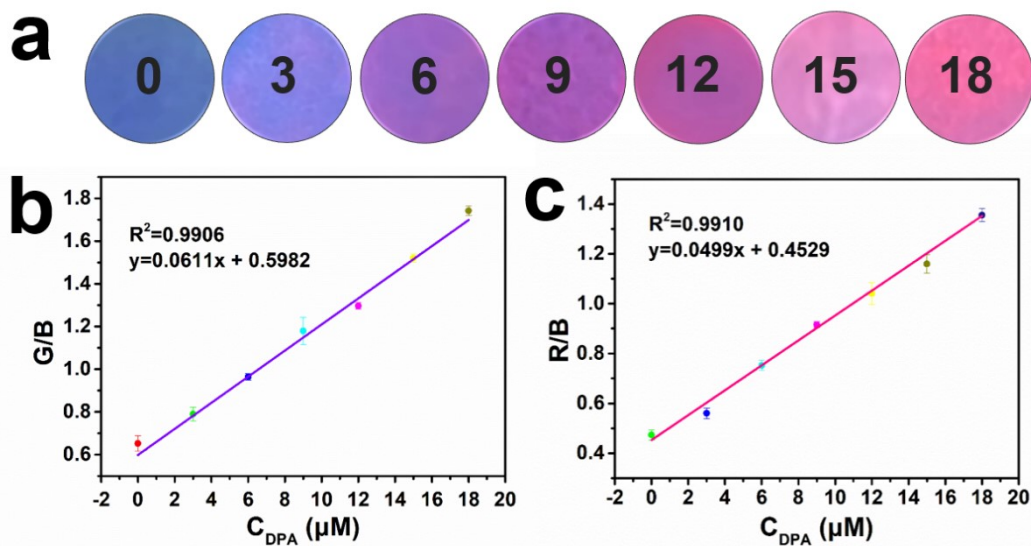 a
0 3 6 9 12 15 18
b
R²=0.9906
y=0.0611x + 0.5982
G/B
1.8
1.6
1.4
1.2
1.0
0.8
0.6
-2 0 2 4 6 8 10 12 14 16 18 20
C_DPA (μM)
c
R²=0.9910
y=0.0499x + 0.4529
R/B
1.4
1.2
1.0
0.8
0.6
0.4
-2 0 2 4 6 8 10 12 14 16 18 20
C_DPA (μM)